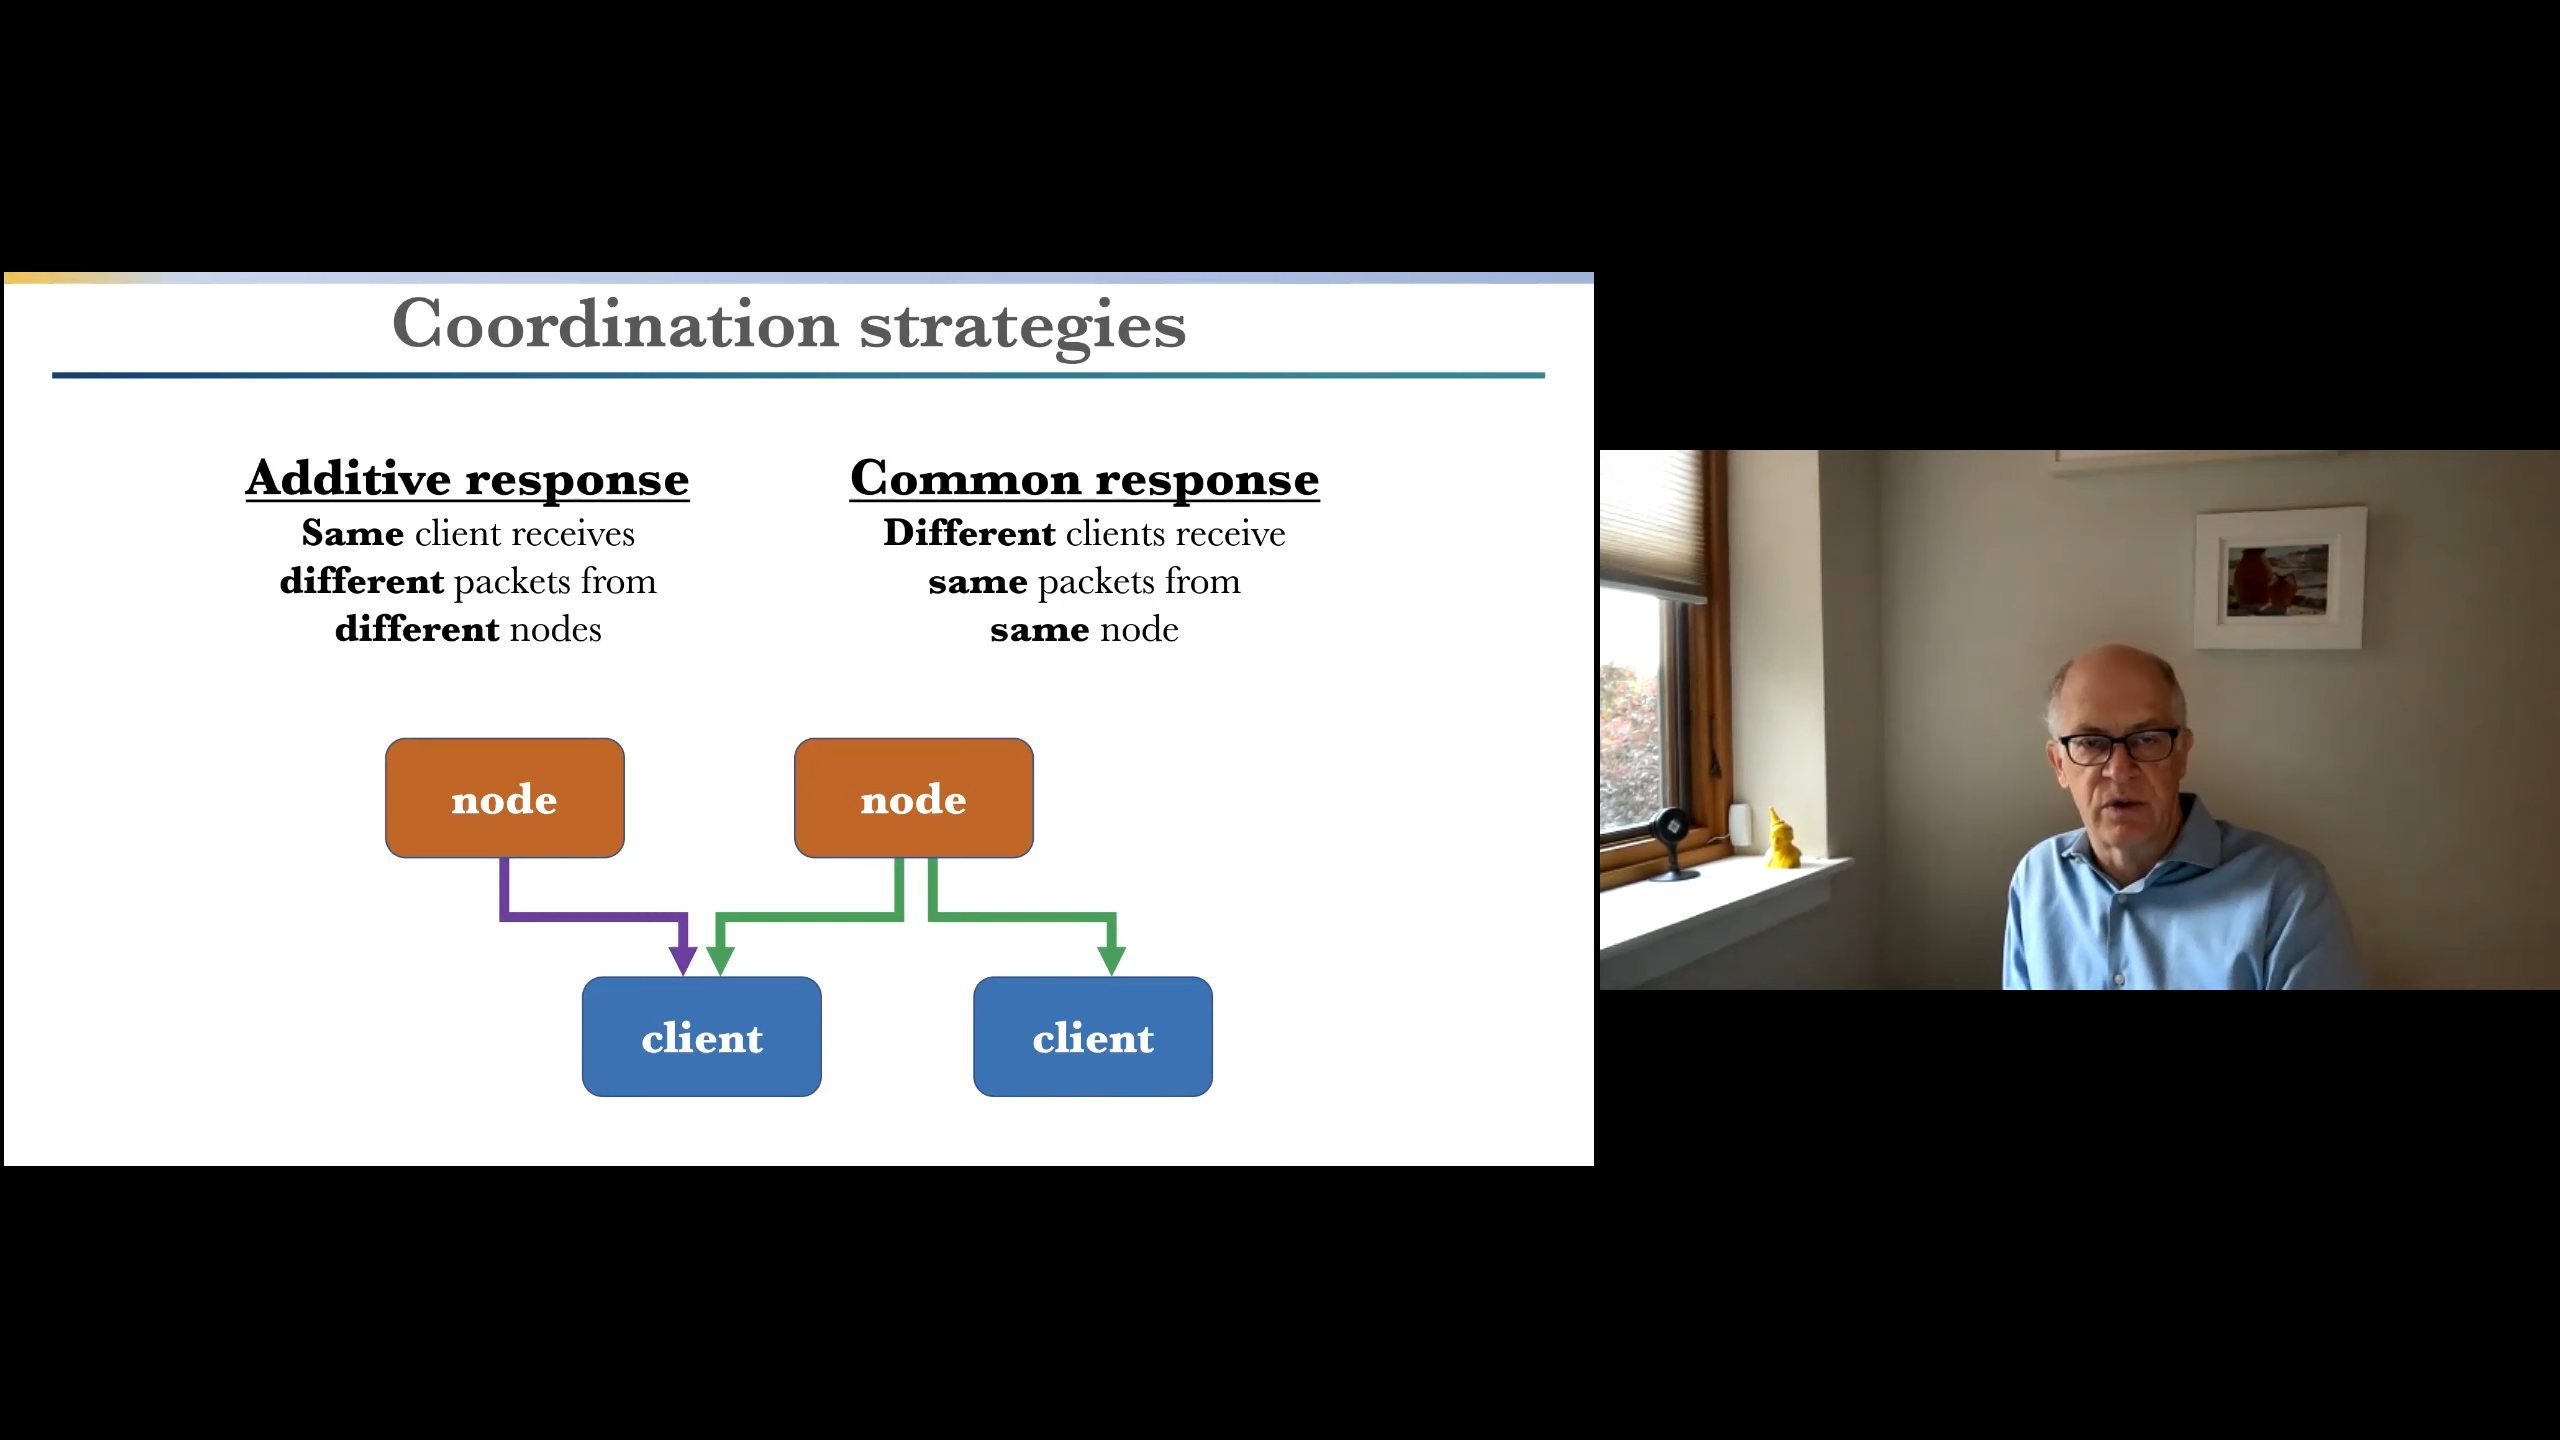 Coordination strategies
Additive response
Same client receives
different packets from
different nodes
Common response
Different clients receive
same packets from
same node
node
node
client
client